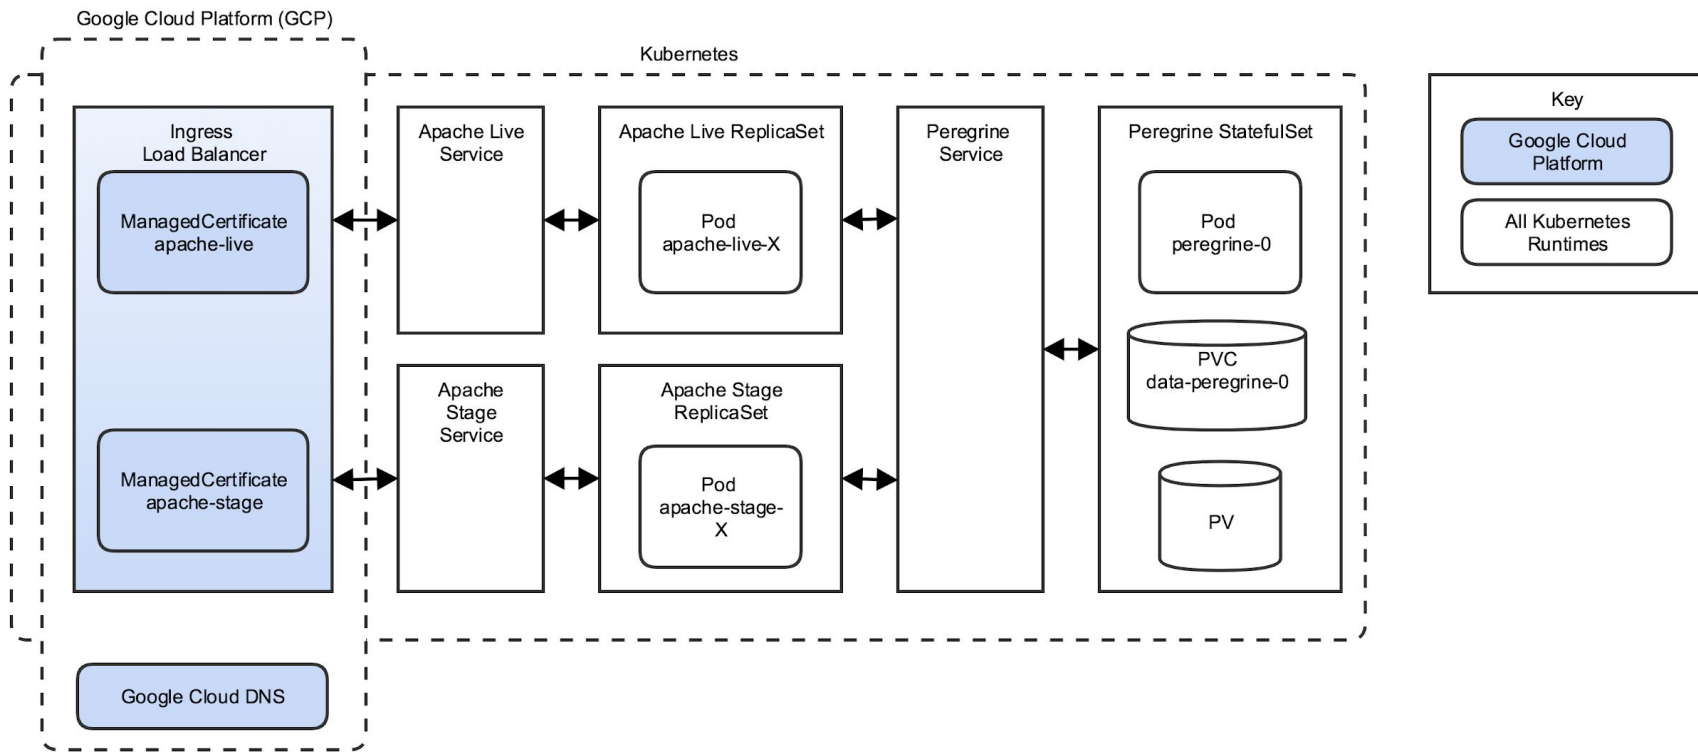 Google Cloud Platform (GCP)
Kubernetes
Ingress
Load Balancer
ManagedCertificate
apache-live
ManagedCertificate
apache-stage
Google Cloud DNS
Apache Live
Service
Apache Stage
Service
Apache Live ReplicaSet
Pod
apache-live-X
Apache Stage
ReplicaSet
Pod
apache-stage-
X
Peregrine
Service
Peregrine StatefulSet
Pod
peregrine-0
PVC
data-peregrine-0
PV
Key
Google Cloud
Platform
All Kubernetes
Runtimes